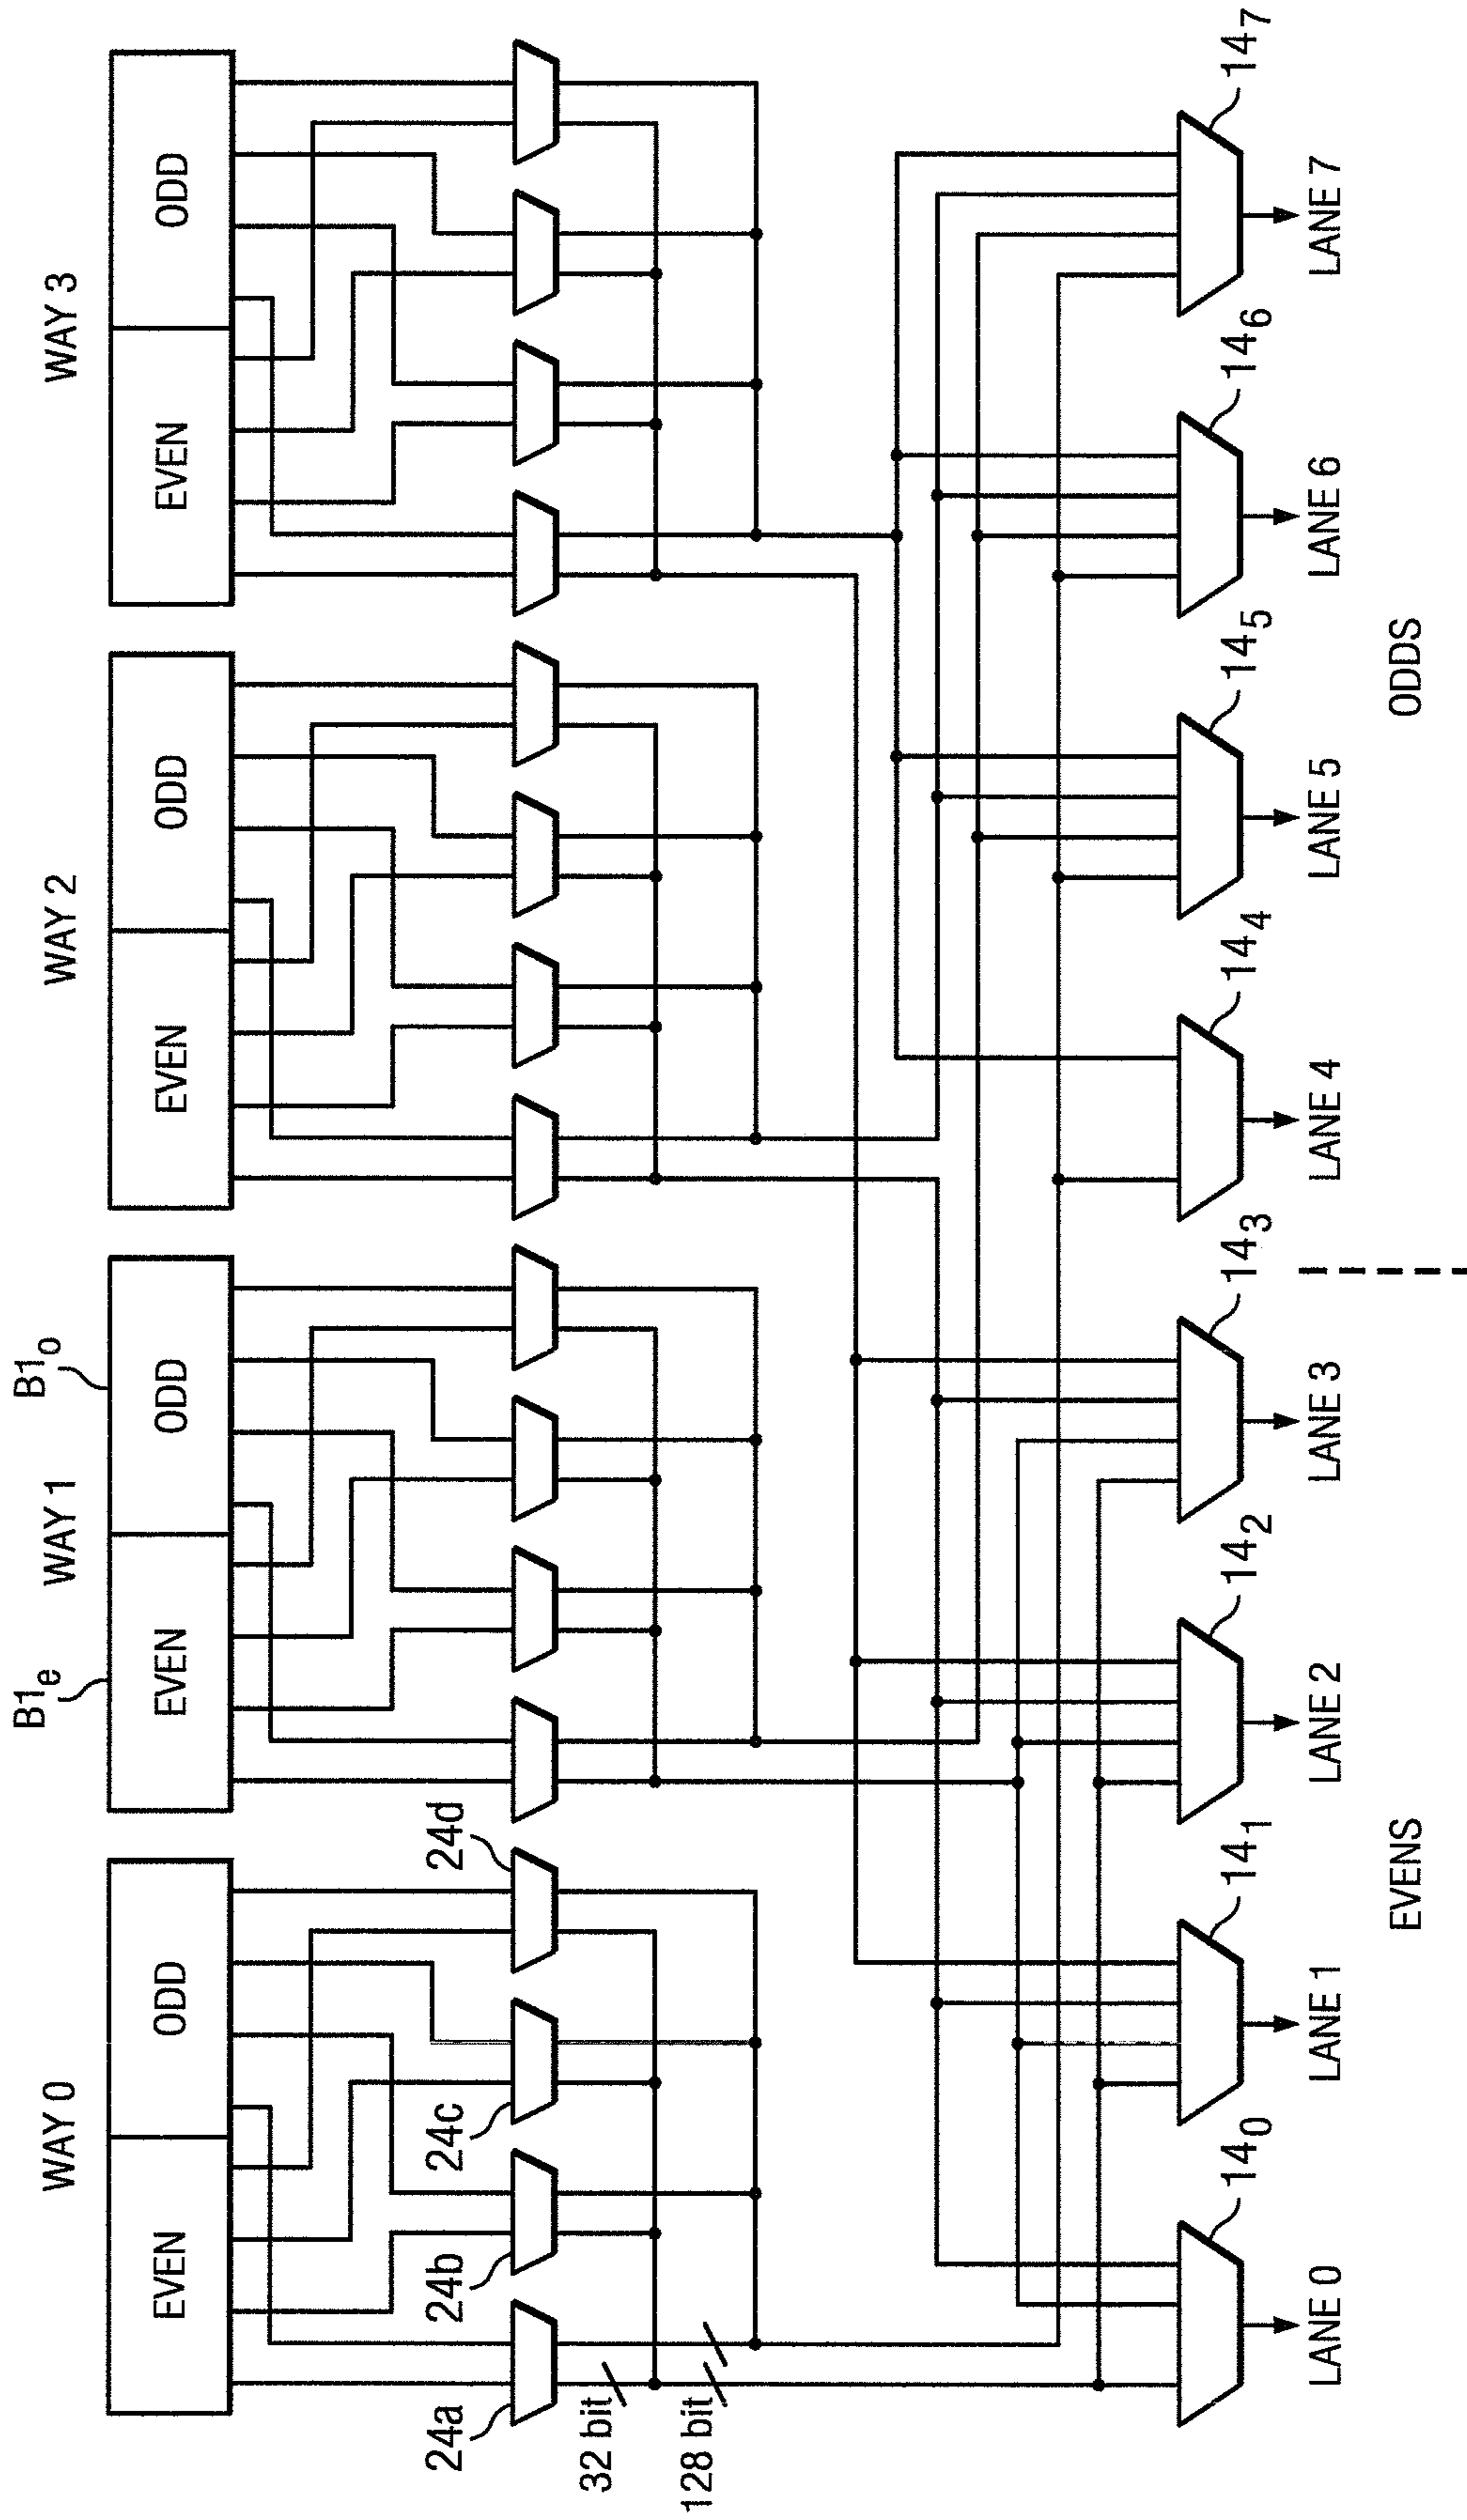 WAY 0
WAY 1
WAY 2
WAY 3
B1e
B1o
EVEN
ODD
EVEN
ODD
EVEN
ODD
EVEN
ODD
24a
24b
24c
24d
32 bit
128 bit
14₀
14₁
14₂
14₃
14₄
14₅
14₆
14₇
LANE 0
LANE 1
LANE 2
LANE 3
LANE 4
LANE 5
LANE 6
LANE 7
EVENS
ODDS